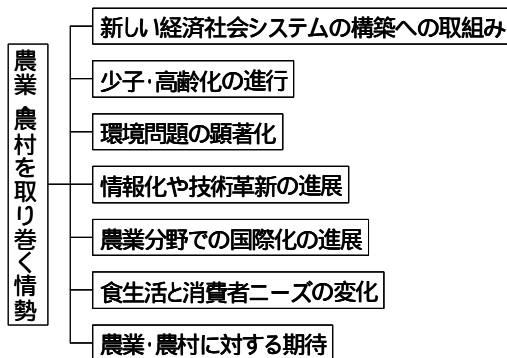 農業・農村を取り巻く情勢
新しい経済社会システムの構築への取組み
少子・高齢化の進行
環境問題の顕著化
情報化や技術革新の進展
農業分野での国際化の進展
食生活と消費者ニーズの変化
農業・農村に対する期待